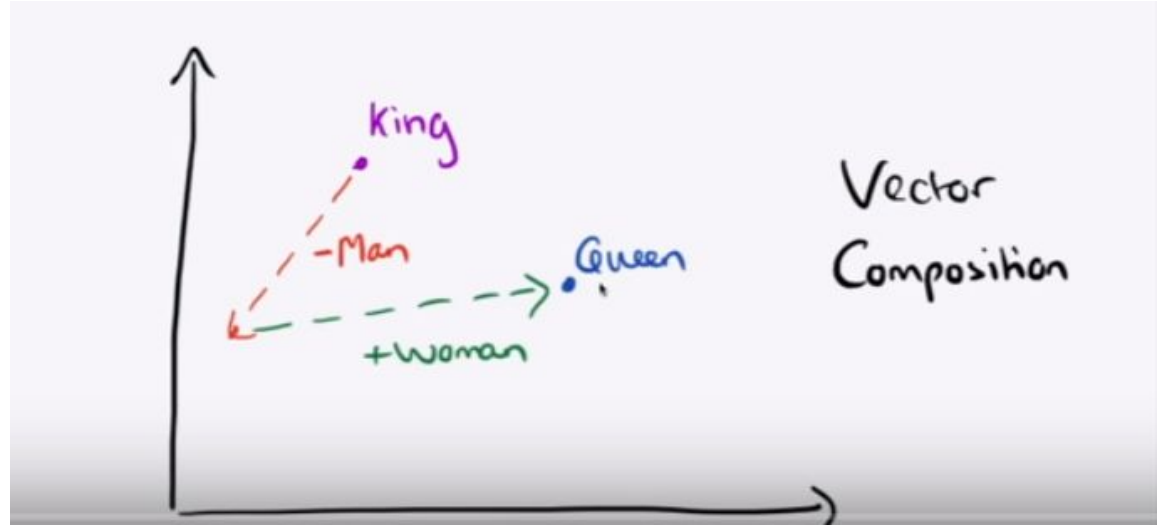 King
-Man
Queen
+Woman
Vector
Composition